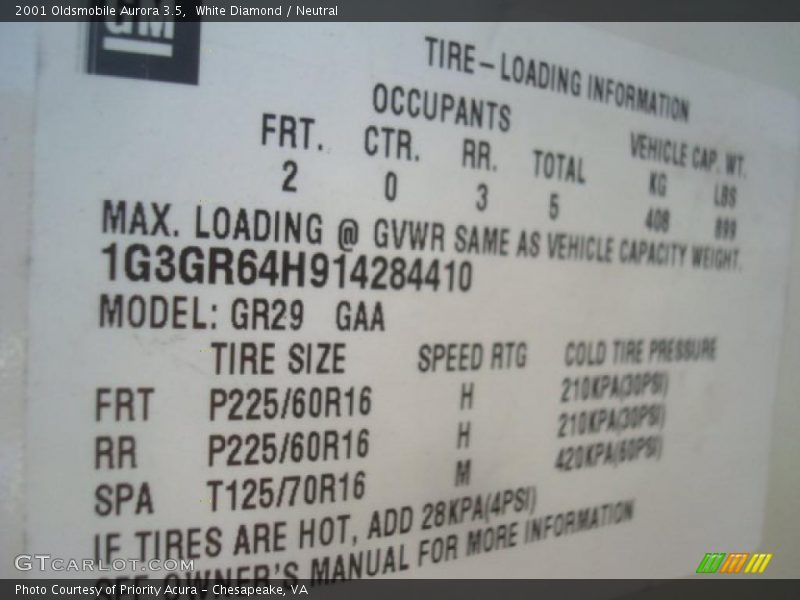 2001 Oldsmobile Aurora 3.5,  White Diamond / Neutral
GM
TIRE-LOADING INFORMATION
OCCUPANTS
VEHICLE CAP. WT.
FRT. CTR. RR. TOTAL KG LBS
2 0 3 5 408 899
MAX. LOADING @ GVWR SAME AS VEHICLE CAPACITY WEIGHT.
1G3GR64H914284410
MODEL: GR29 GAA
TIRE SIZE SPEED RTG COLD TIRE PRESSURE
FRT P225/60R16 H 210KPA(30PSI)
RR P225/60R16 H 210KPA(30PSI)
SPA T125/70R16 M 420KPA(60PSI)
IF TIRES ARE HOT, ADD 28KPA(4PSI)
SEE OWNER'S MANUAL FOR MORE INFORMATION
GTcarlot.com
Photo Courtesy of Priority Acura – Chesapeake, VA